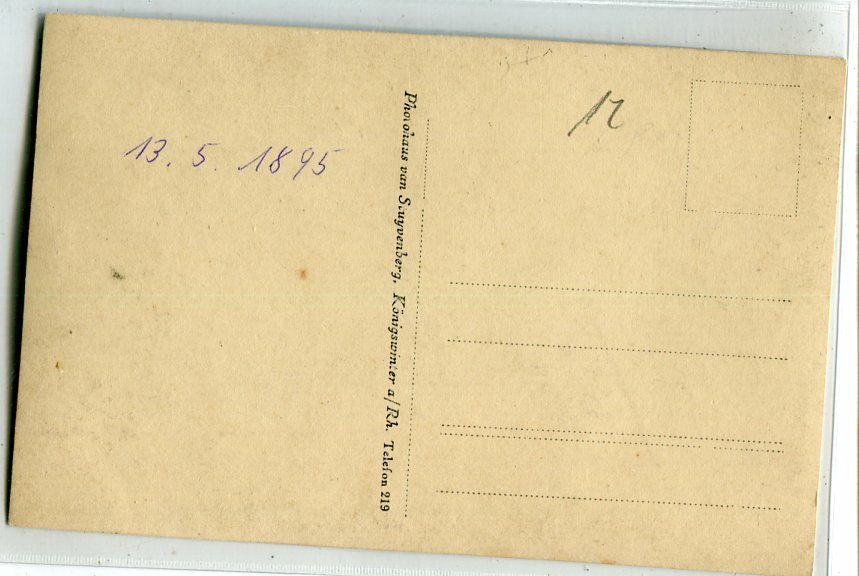 13. 5. 1895
Photohaus van Stuyvenberg, Königswinter a/Rh. Telefon 219
12